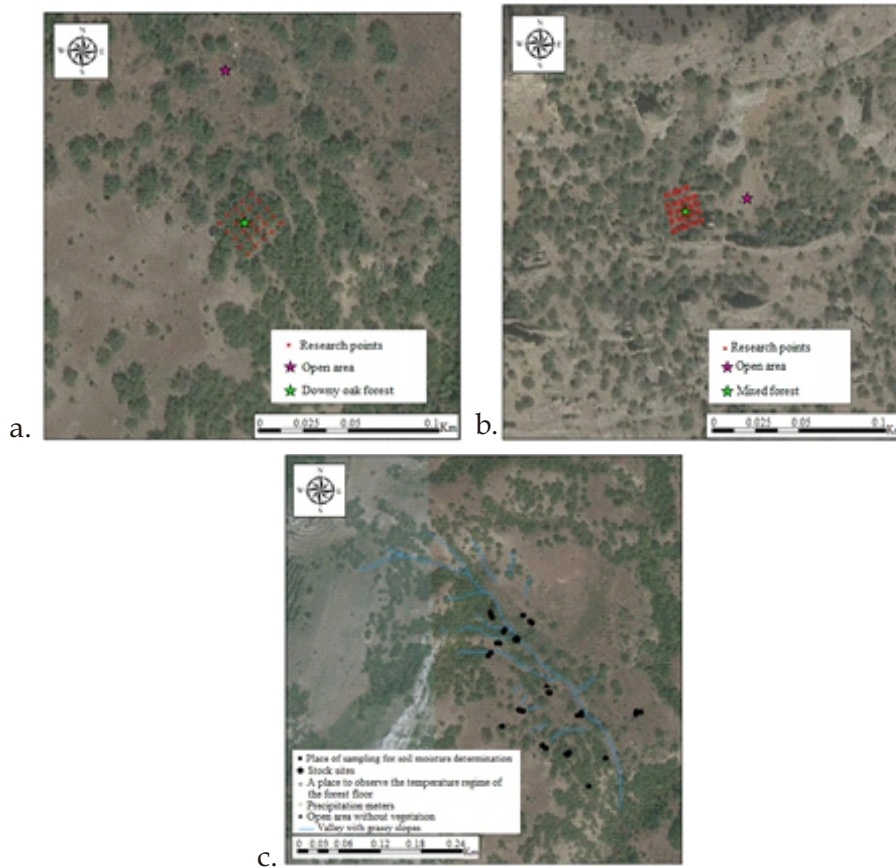 N
W E
S
Research points
Open area
Downy oak forest
0 0.025 0.05 0.1
Km
a.
N
W E
S
Research points
Open area
Mixed forest
0 0.025 0.05 0.1
K
b.
N
W E
S
Place of sampling for soil moisture determination
Stock sites
A place to observe the temperature regime of
the forest floor
Precipitation meters
Open area without vegetation
Valley with grassy slopes
0 0.03 0.06 0.12 0.18 0.24
Km
c.